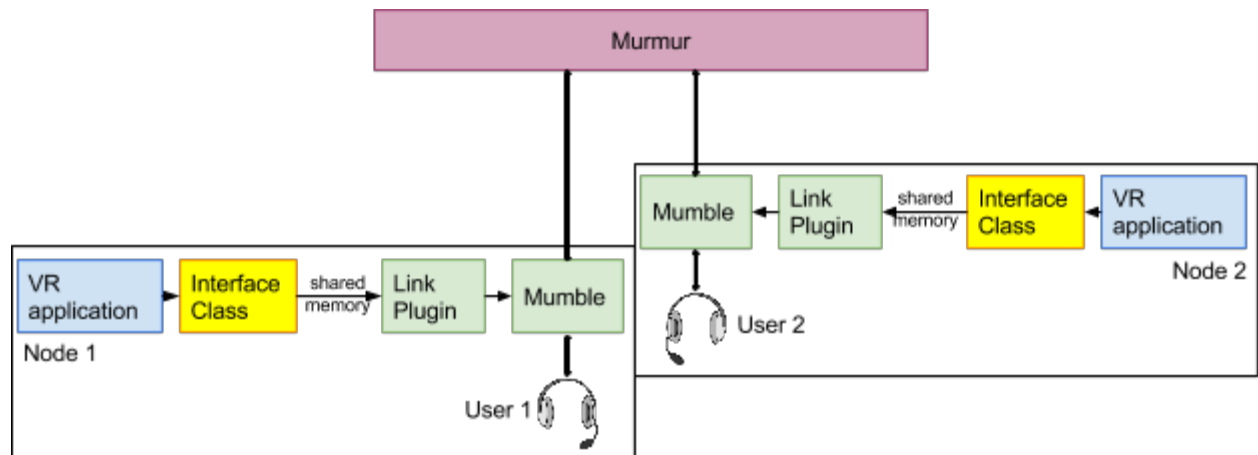 Murmur
Mumble
Link
Plugin
shared
memory
Interface
Class
VR
application
Node 2
User 2
VR
application
Interface
Class
shared
memory
Link
Plugin
Mumble
Node 1
User 1